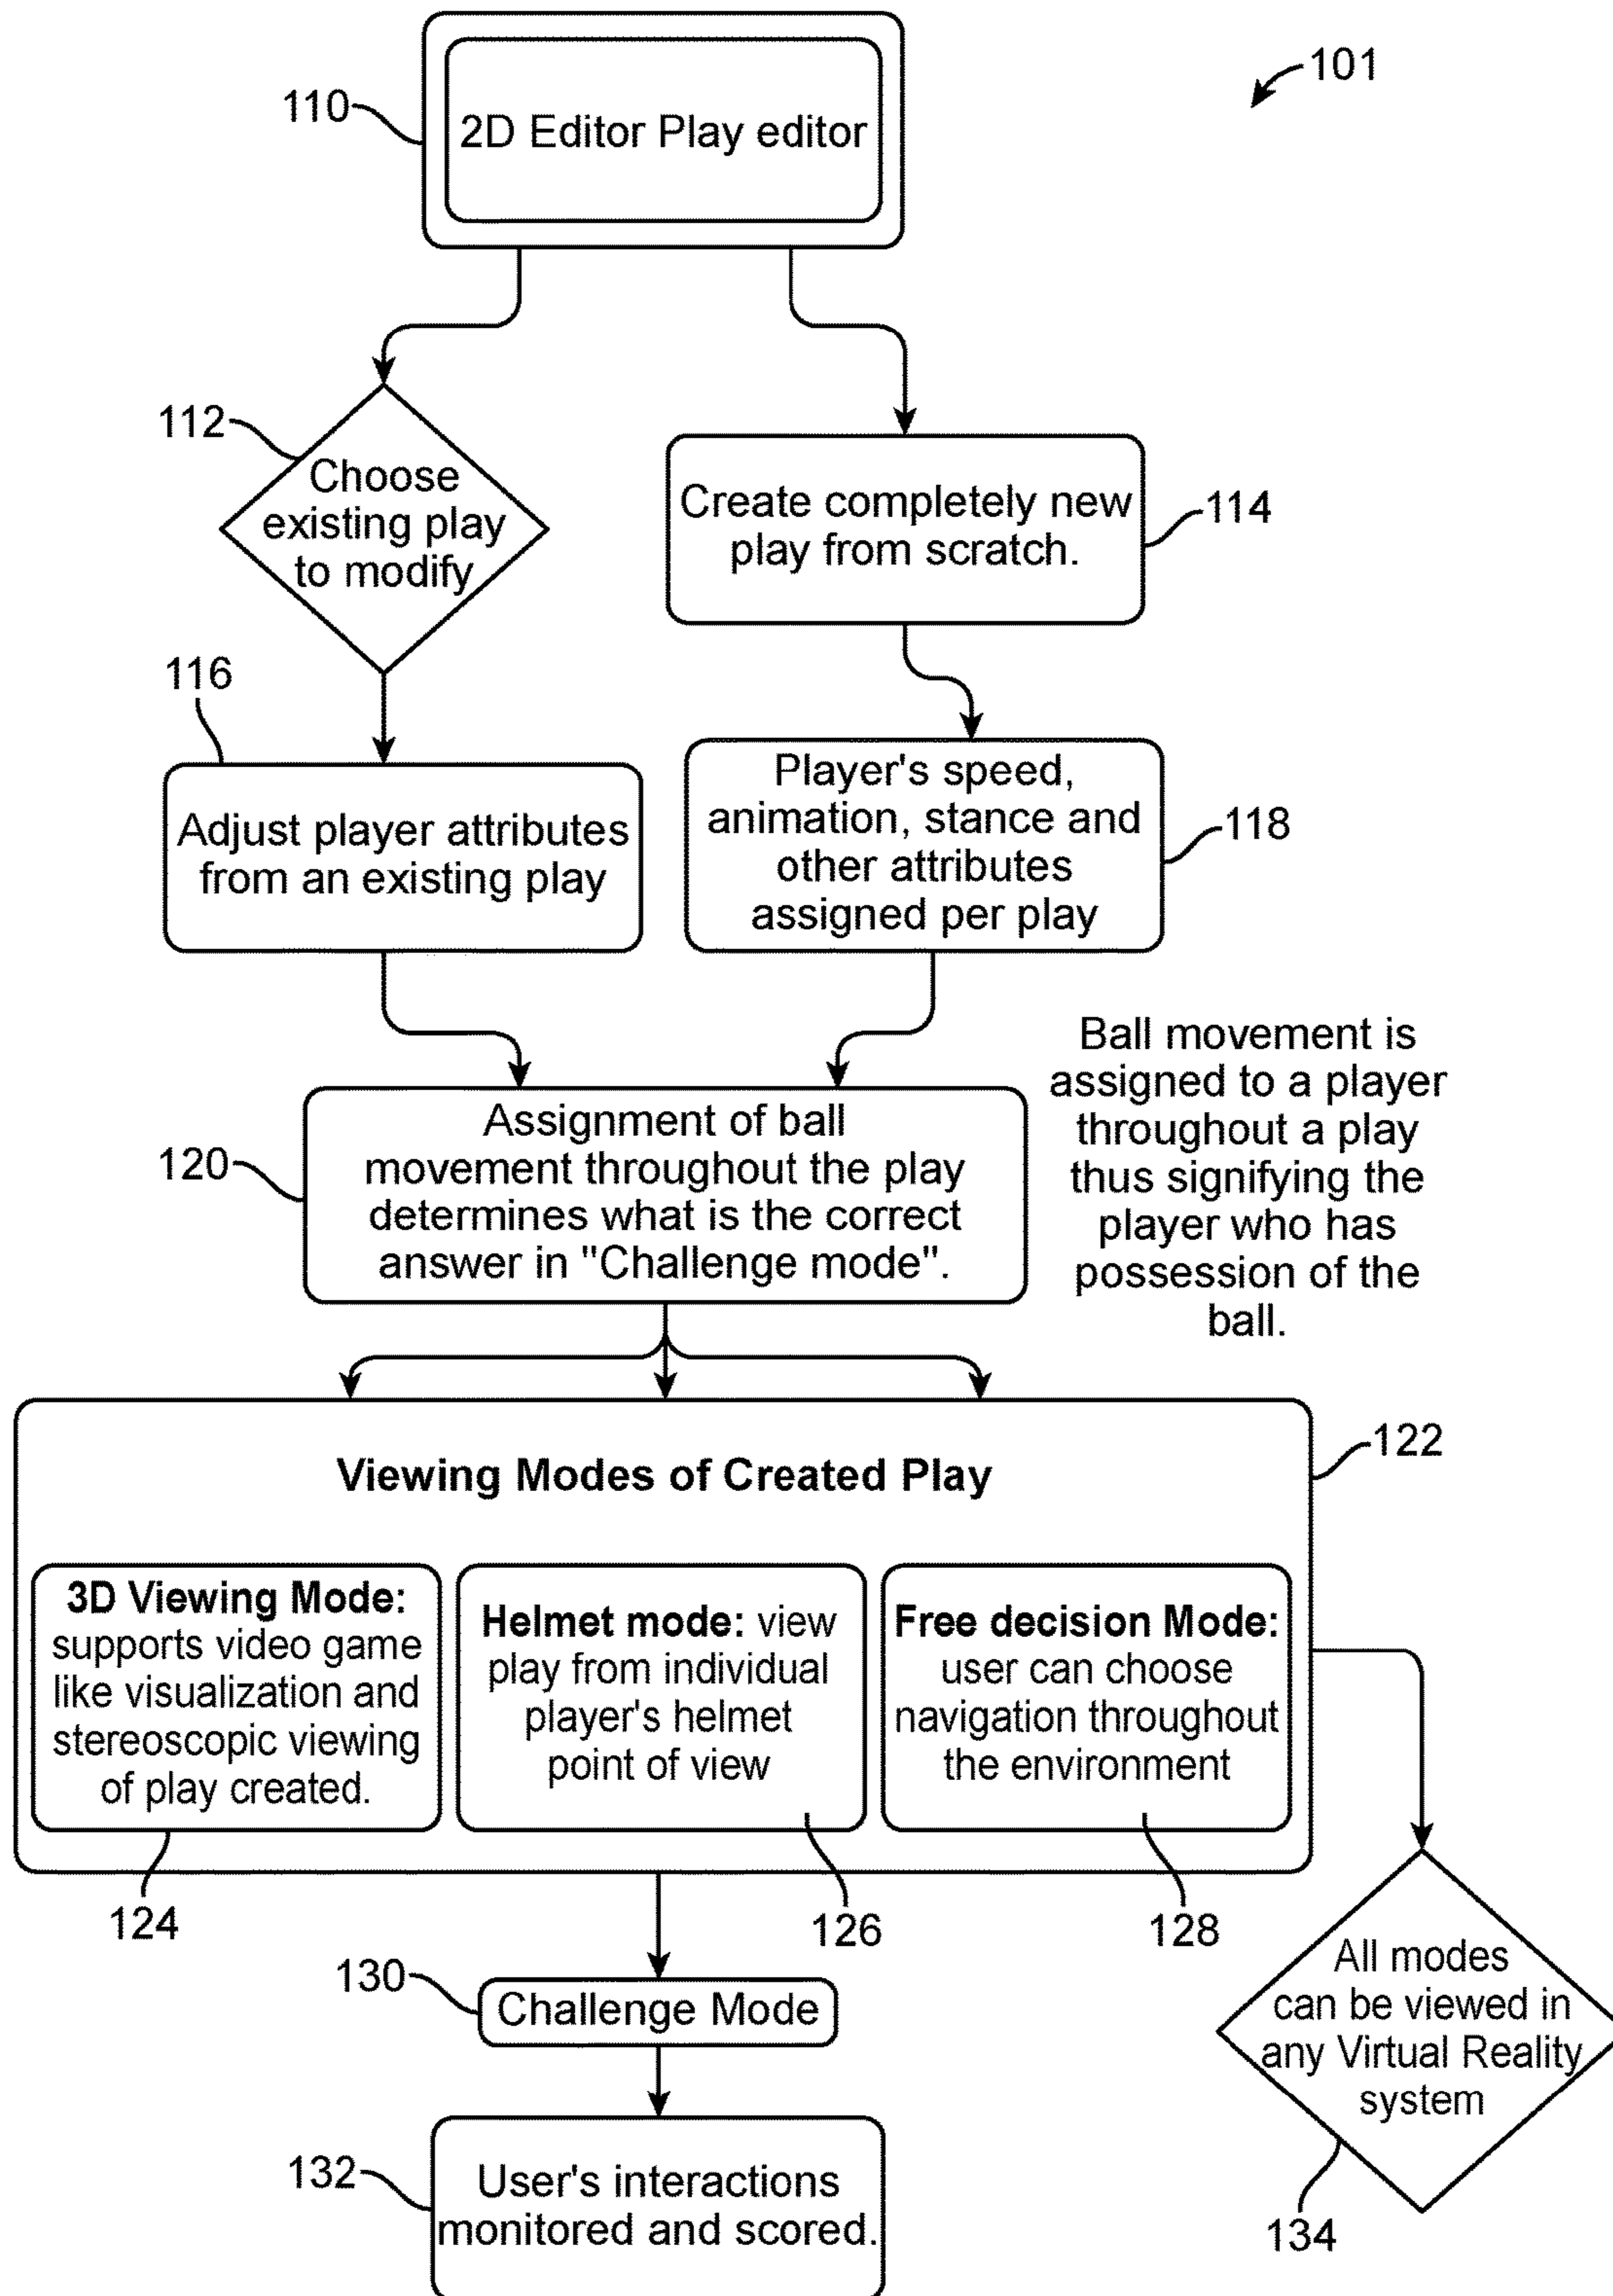 101
110
2D Editor Play editor
112
Choose
existing play
to modify
Create completely new
play from scratch.
114
116
Adjust player attributes
from an existing play
Player's speed,
animation, stance and
other attributes
assigned per play
118
120
Assignment of ball
movement throughout the play
determines what is the correct
answer in "Challenge mode".
Ball movement is
assigned to a player
throughout a play
thus signifying the
player who has
possession of the
ball.
122
Viewing Modes of Created Play
3D Viewing Mode:
supports video game
like visualization and
stereoscopic viewing
of play created.
Helmet mode: view
play from individual
player's helmet
point of view
Free decision Mode:
user can choose
navigation throughout
the environment
124
126
128
130
Challenge Mode
All modes
can be viewed in
any Virtual Reality
system
132
User's interactions
monitored and scored.
134